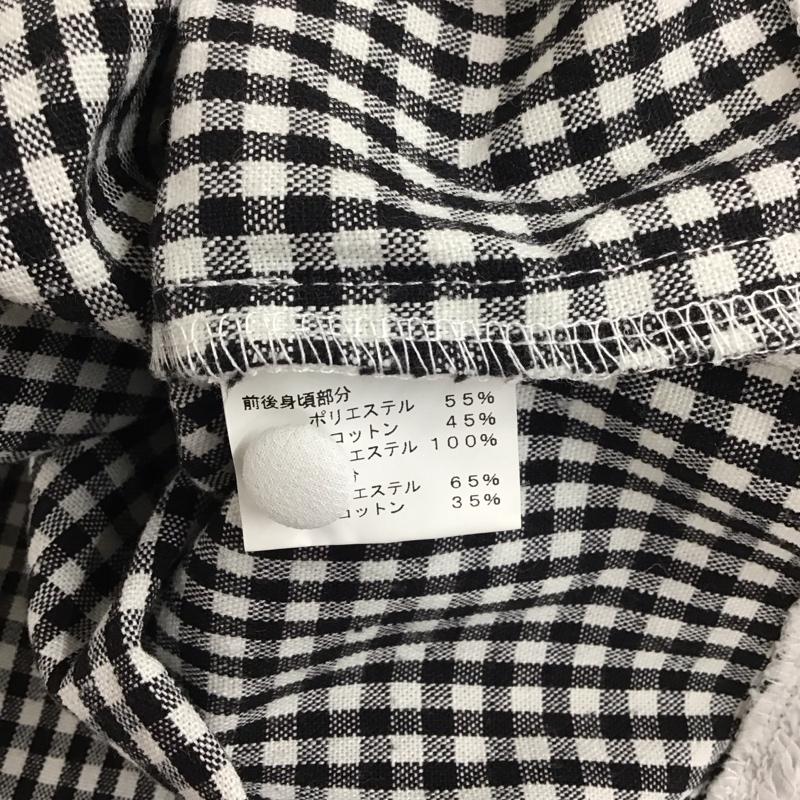 前後身頃部分
ポリエステル 55%
コットン 45%
エステル 100%
分
エステル 65%
コットン 35%